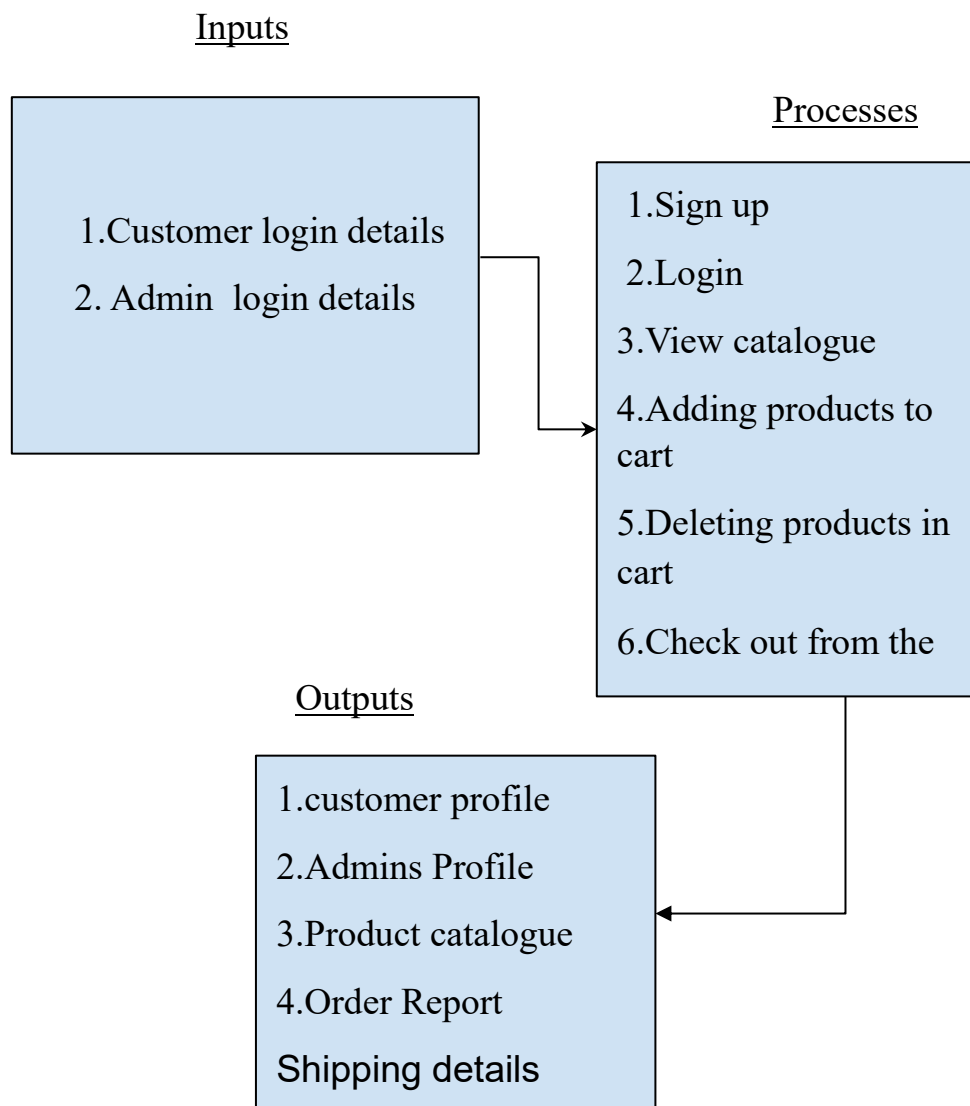 Inputs
1.Customer login details
2. Admin  login details
Processes
1.Sign up
2.Login
3.View catalogue
4.Adding products to
cart
5.Deleting products in
cart
6.Check out from the
Outputs
1.customer profile
2.Admins Profile
3.Product catalogue
4.Order Report
Shipping details